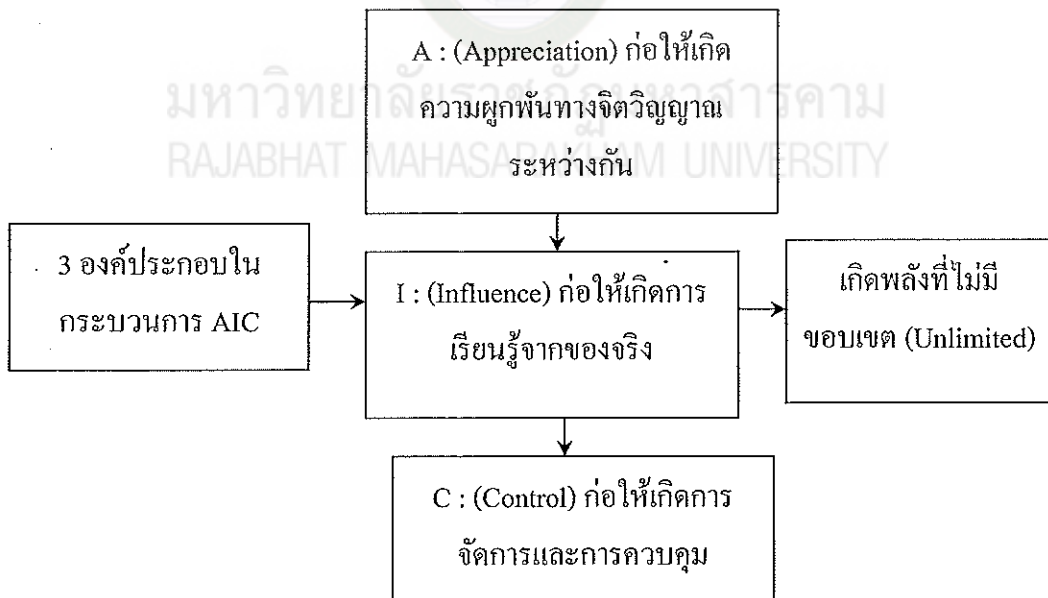 A : (Appreciation) ก่อให้เกิด
ความผูกพันทางจิตวิญญาณ
ระหว่างกัน
มหาวิทยาลัยราชภัฏมหาสารคาม
RAJABHAT MAHASARAKHAM UNIVERSITY
3 องค์ประกอบใน
กระบวนการ AIC
I : (Influence) ก่อให้เกิดการ
เรียนรู้จากของจริง
เกิดพลังที่ไม่มี
ขอบเขต (Unlimited)
C : (Control) ก่อให้เกิดการ
จัดการและการควบคุม